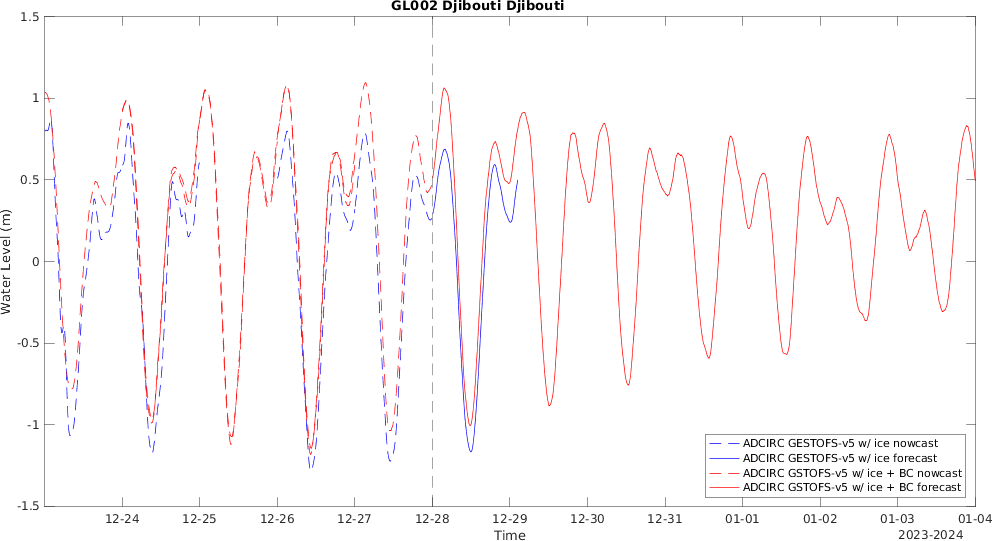 GL002 Djibouti Djibouti
1.5
1
0.5
0
-0.5
-1
-1.5
Water Level (m)
ADCIRC GESTOFS-v5 w/ ice nowcast
ADCIRC GESTOFS-v5 w/ ice forecast
ADCIRC GSTOFS-v5 w/ ice + BC nowcast
ADCIRC GSTOFS-v5 w/ ice + BC forecast
12-24 12-25 12-26 12-27 12-28 12-29 12-30 12-31 01-01 01-02 01-03 01-04
Time
2023-2024